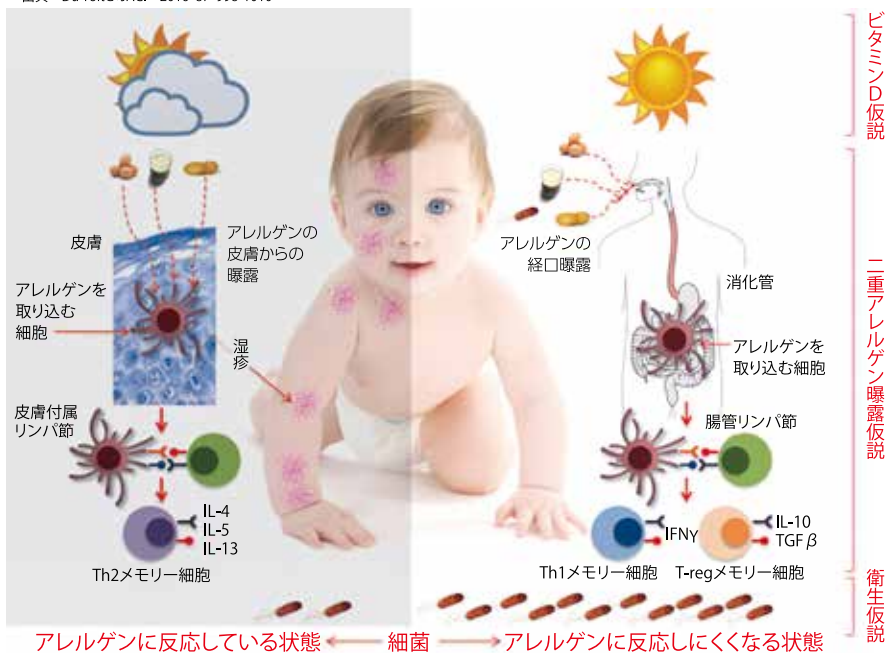 ビタミンD仮説
皮膚
アレルゲンの
皮膚からの
曝露
アレルゲンを
取り込む
細胞
湿疹
皮膚付属
リンパ節
IL-4
IL-5
IL-13
Th2メモリー細胞
アレルゲンの
経口曝露
消化管
アレルゲンを
取り込む細胞
腸管リンパ節
IFNγ
IL-10
TGF β
Th1メモリー細胞
T-regメモリー細胞
二重アレルゲン曝露仮説
衛生仮説
アレルゲンに反応している状態
細菌
アレルゲンに反応しにくくなる状態